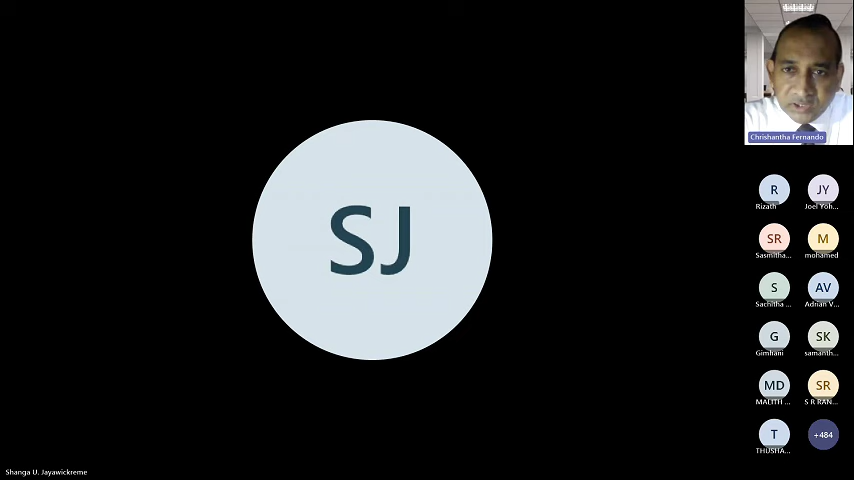 SJ
Shanga U. Jayawickreme
Chrishantha Fernando
R JY
Rizath Joel Yoh...
SR M
Sasmitha... mohamed
S AV
Sachitha ... Adrian V...
G SK
Gimhani samanth...
MD SR
MALITH ... S R RAN...
T +484
THUSHA...